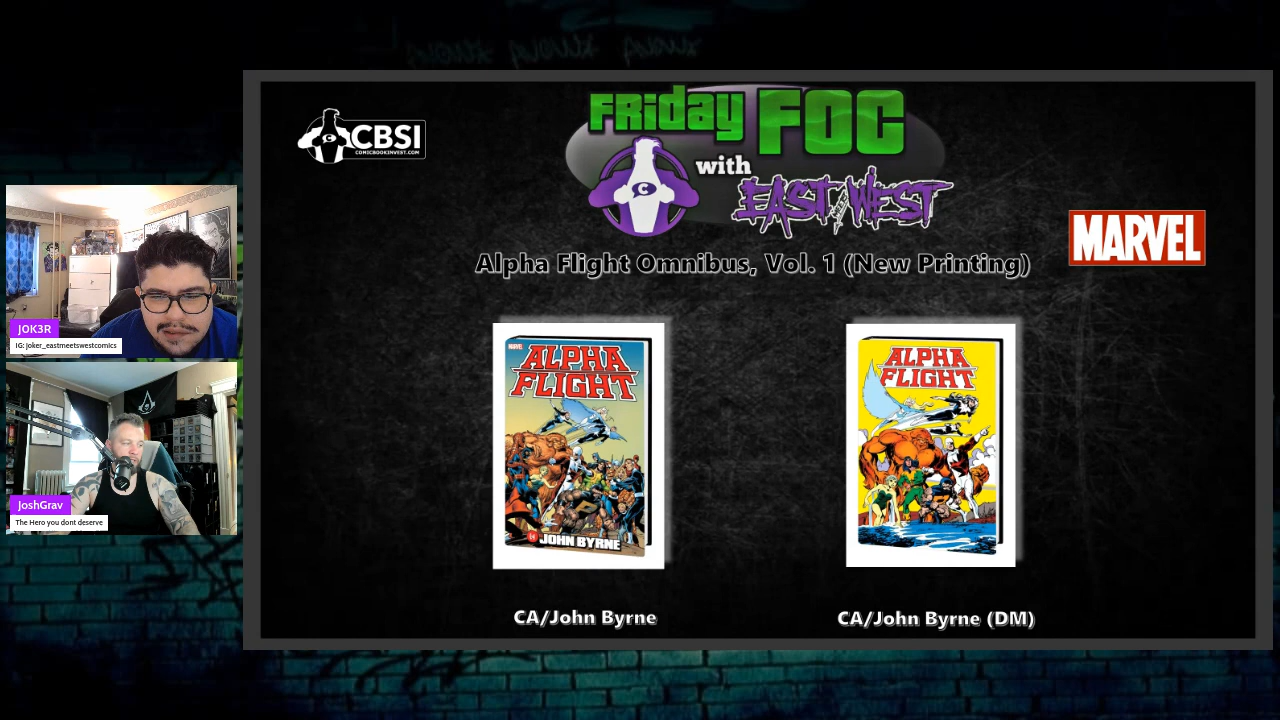 FRiday FOC
with
EAST/WEST
CBSI
COMICBOOKINVEST.COM
MARVEL
Alpha Flight Omnibus, Vol. 1 (New Printing)
JOK3R
IG: joker_eastmeetswestcomics
JoshGrav
The Hero you dont deserve
MARVEL
ALPHA
FLIGHT
JOHN BYRNE
ALPHA
FLIGHT
CA/John Byrne
CA/John Byrne (DM)